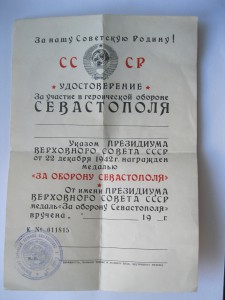 За нашу Советскую Родину!
СС СР
УДОСТОВЕРЕНИЕ
За участие в героической обороне
СЕВАСТОПОЛЯ
Указом ПРЕЗИДИУМА
ВЕРХОВНОГО СОВЕТА СССР
от 22 декабря 1942 г. награжден
медалью
«ЗА ОБОРОНУ СЕВАСТОПОЛЯ»
От имени ПРЕЗИДИУМА
ВЕРХОВНОГО СОВЕТА СССР
медаль «За оборону Севастополя»
вручена 19 г.
К № 011815